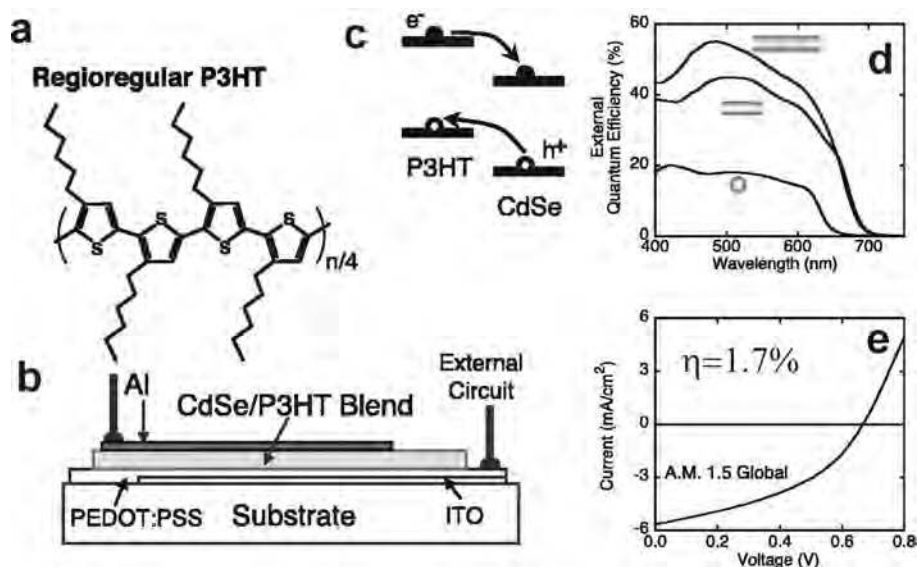 a
Regioregular P3HT
S
S
S
S
n/4
b
Al
External
Circuit
CdSe/P3HT Blend
PEDOT:PSS
Substrate
ITO
c
e-
P3HT
h+
CdSe
d
External
Quantum Efficiency (%)
60
40
20
0
400
500
600
700
Wavelength (nm)
e
η=1.7%
A.M. 1.5 Global
Current (mA/cm²)
6
3
0
-3
-6
0.0
0.2
0.4
0.6
0.8
Voltage (V)